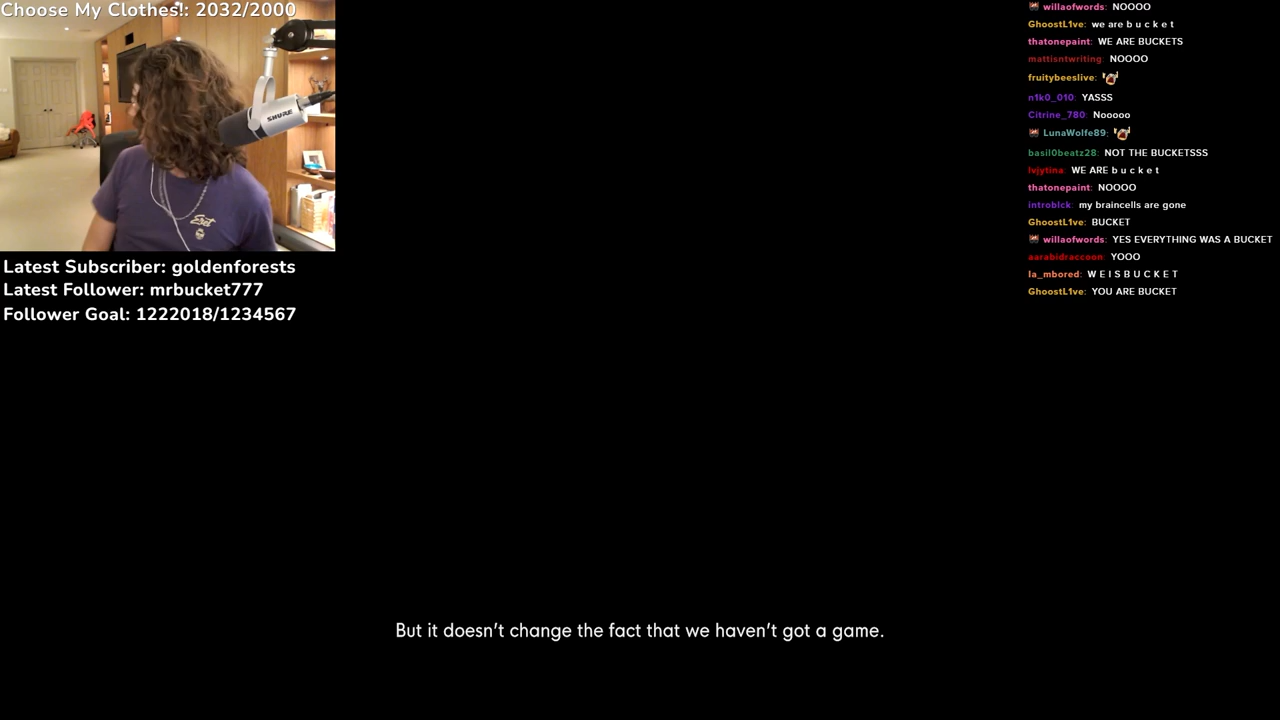 Choose My Clothes!: 2032/2000
SHURE
Latest Subscriber: goldenforests
Latest Follower: mrbucket777
Follower Goal: 1222018/1234567
willaofwords: NOOOO
GhoostL1ve: we are b u c k e t
thatonepaint: WE ARE BUCKETS
mattisntwriting: NOOOO
fruitybeeslive:
n1k0_010: YASSS
Citrine_780: Nooooo
LunaWolfe89:
basil0beatz28: NOT THE BUCKETSSS
lvjytina: WE ARE b u c k e t
thatonepaint: NOOOO
introblck: my braincells are gone
GhoostL1ve: BUCKET
willaofwords: YES EVERYTHING WAS A BUCKET
aarabidraccoon: YOOO
la_mbored: W E I S B U C K E T
GhoostL1ve: YOU ARE BUCKET
But it doesn't change the fact that we haven't got a game.